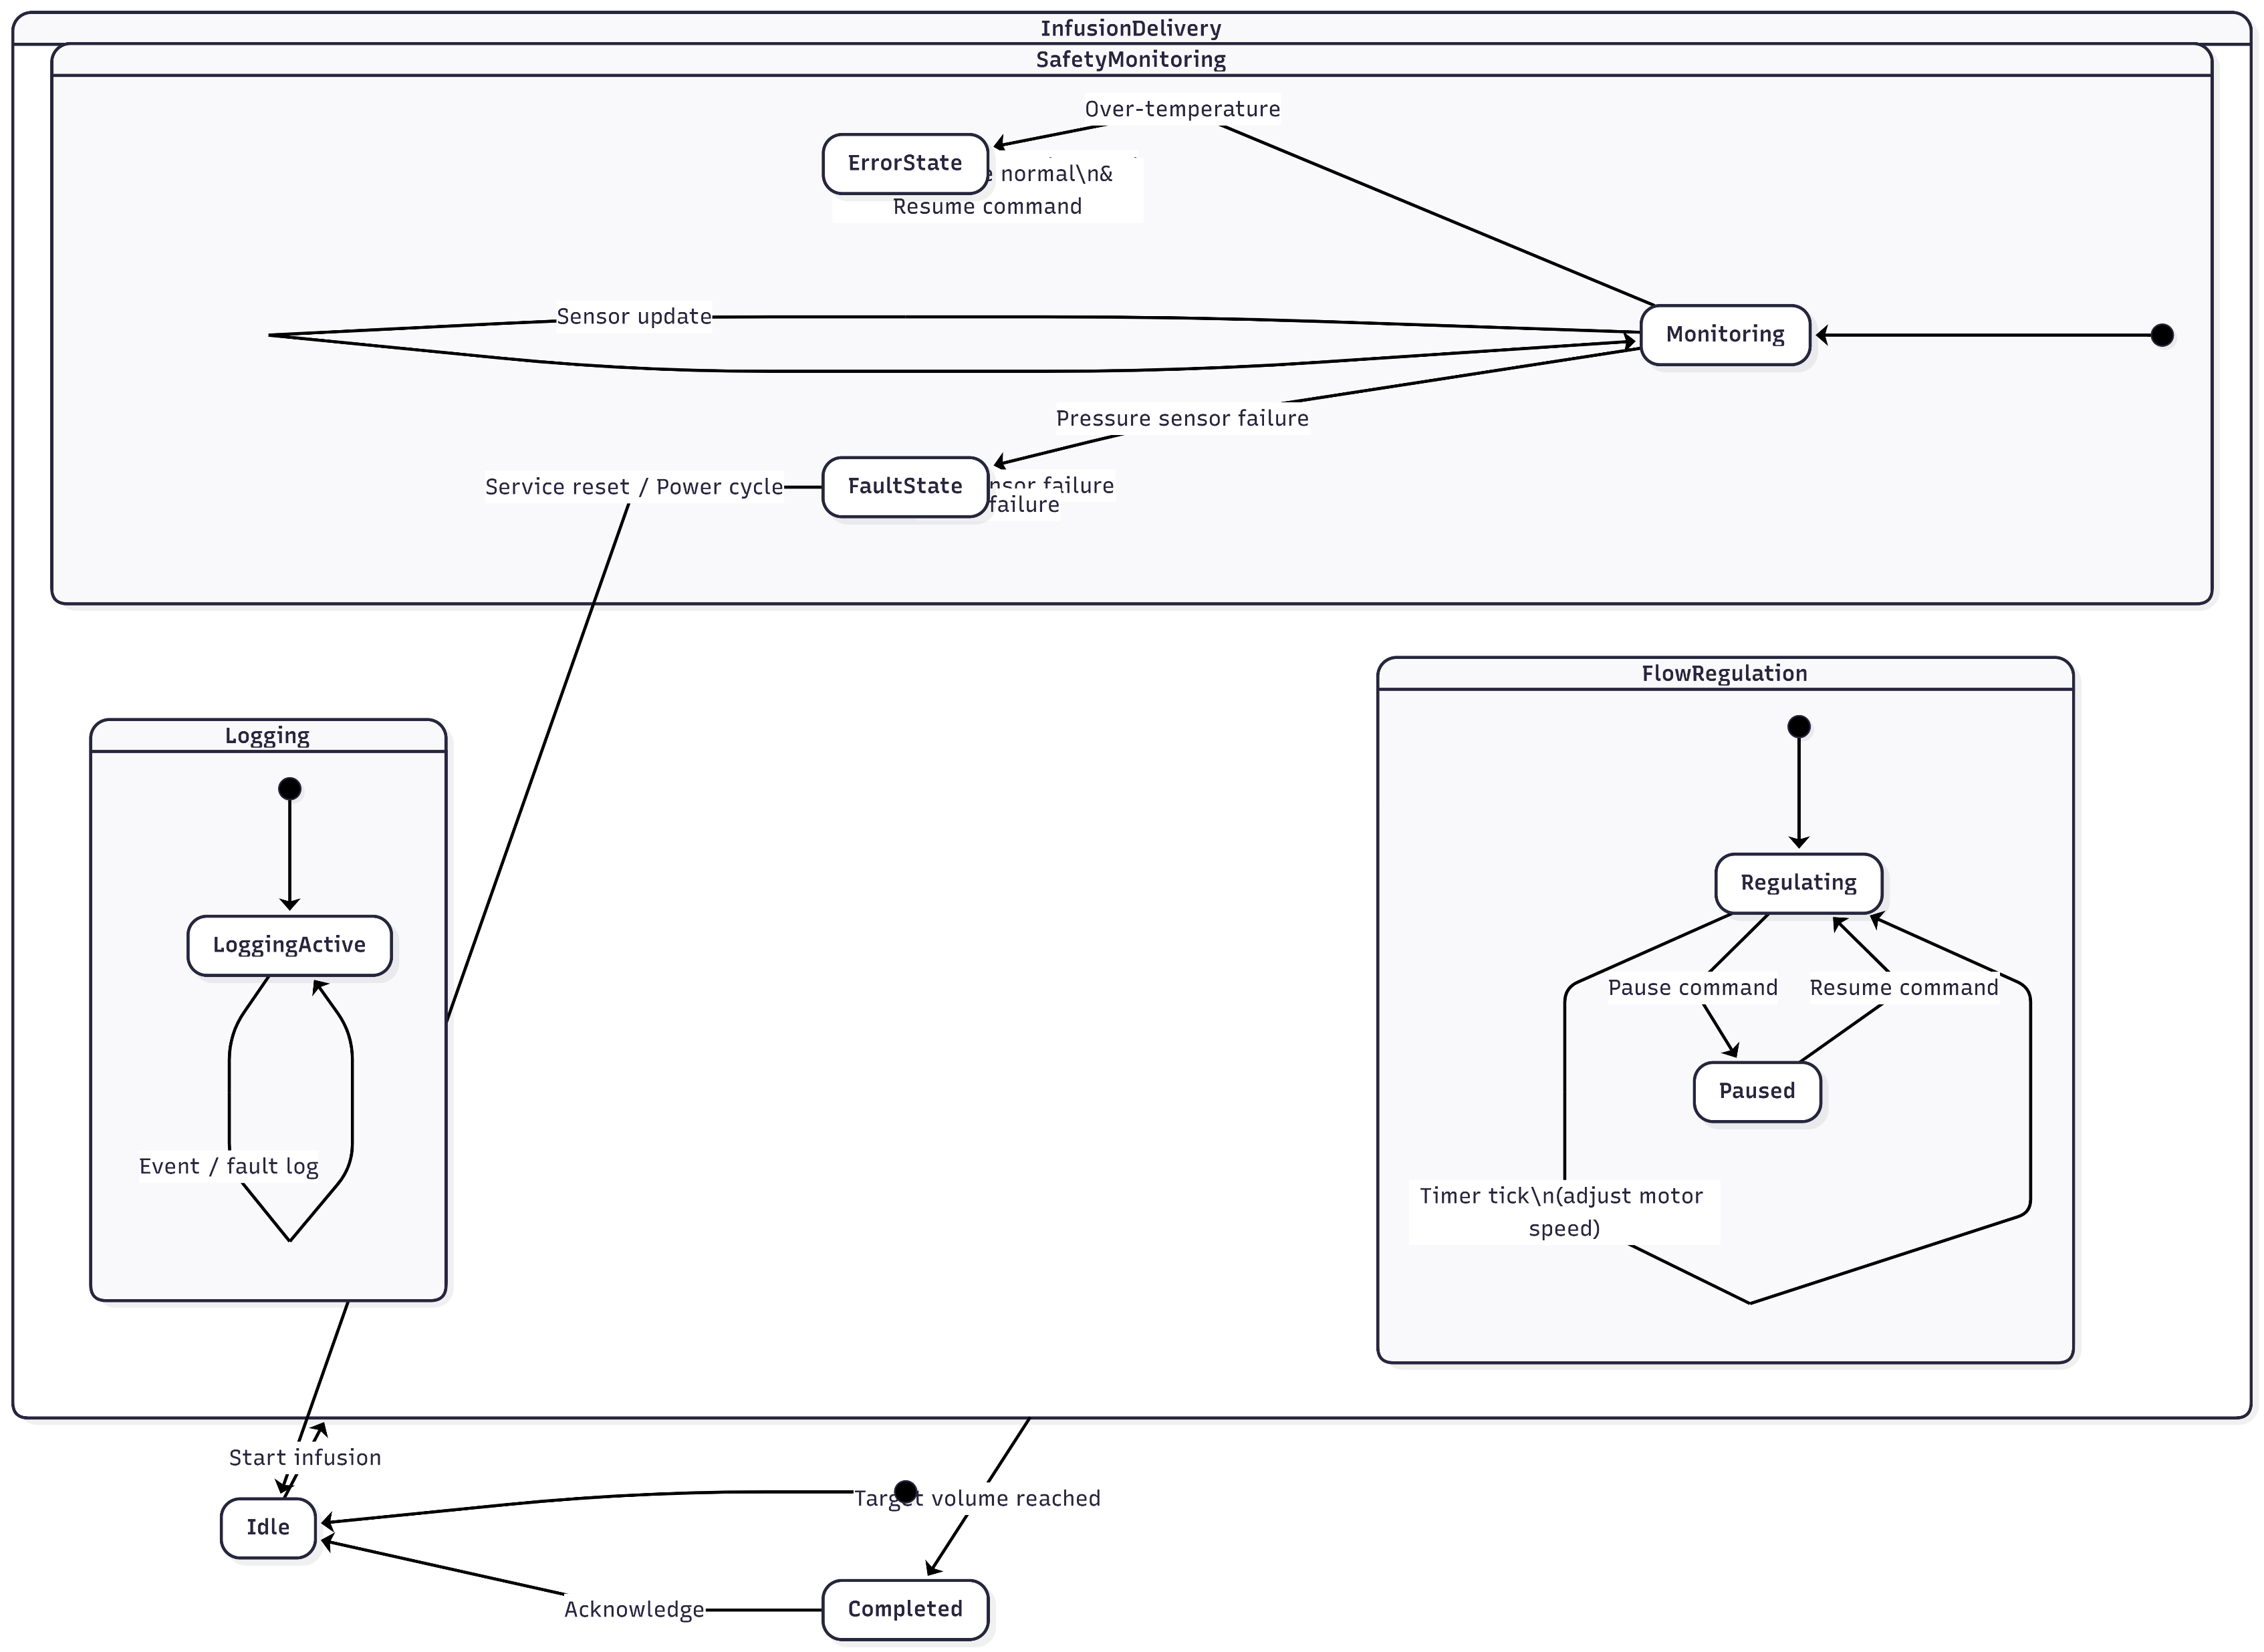 InfusionDelivery
SafetyMonitoring
Over-temperature
ErrorState
normal\n&
Resume command
Sensor update
Monitoring
Pressure sensor failure
Service reset / Power cycle
FaultState
failure
failure
FlowRegulation
Logging
Regulating
LoggingActive
Pause command
Resume command
Paused
Event / fault log
Timer tick\n(adjust motor
speed)
Start infusion
Target volume reached
Idle
Acknowledge
Completed